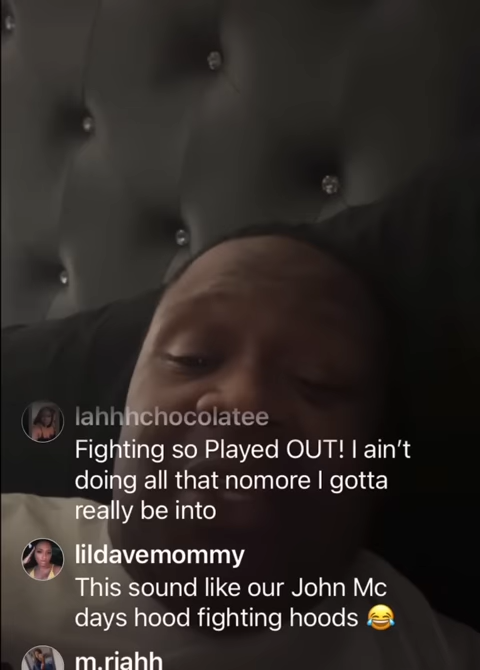 lahhhchocolatee
Fighting so Played OUT! I ain't
doing all that nomore I gotta
really be into
lildavemommy
This sound like our John Mc
days hood fighting hoods 😂
m.riahh